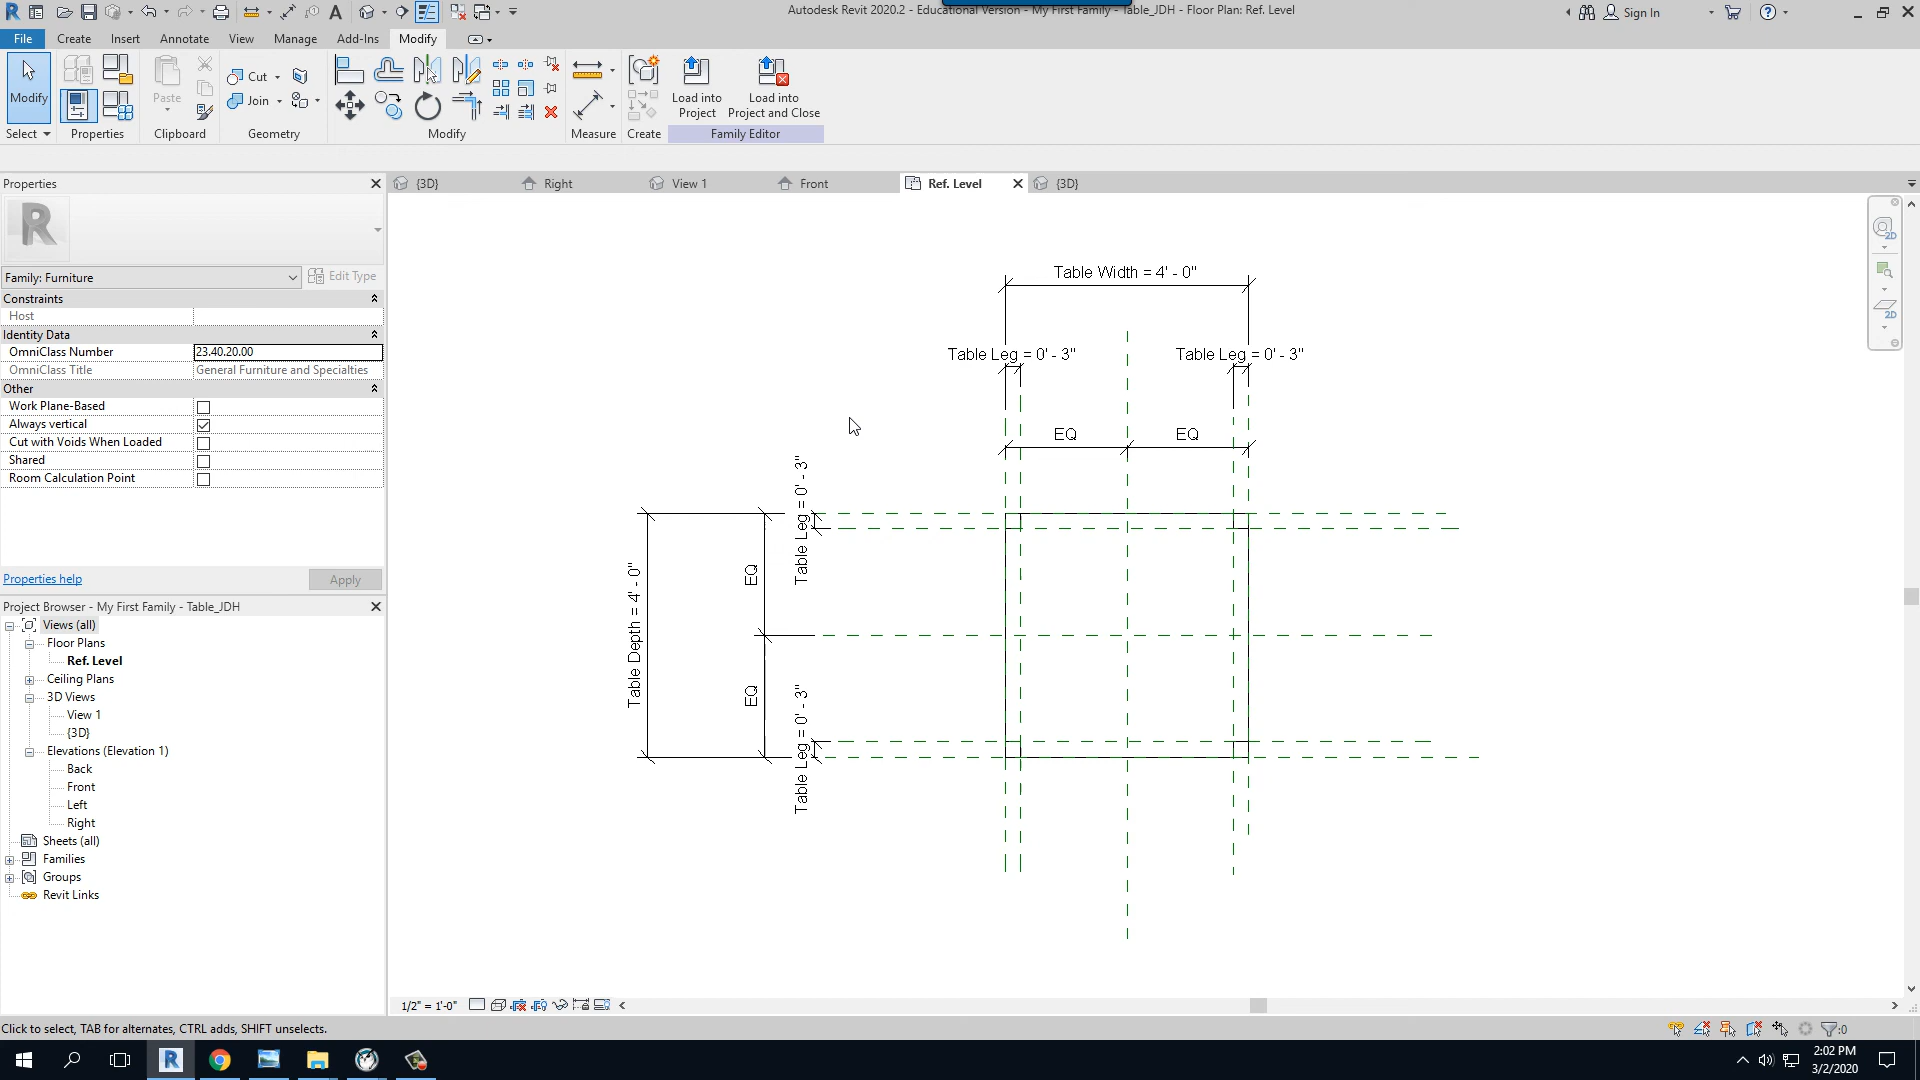 Autodesk Revit 2020.2 - Educational Version - My First Family - Table_JDH - Floor Plan: Ref. Level
Sign In
File Create Insert Annotate View Manage Add-Ins Modify
Modify
Paste
Cut
Join
Load into Project
Load into Project and Close
Select Properties Clipboard Geometry Modify Measure Create Family Editor
Properties
{3D} Right View 1 Front Ref. Level {3D}
Family: Furniture
Edit Type
Constraints
Host
Identity Data
OmniClass Number 23.40.20.00
OmniClass Title General Furniture and Specialties
Other
Work Plane-Based
Always vertical
Cut with Voids When Loaded
Shared
Room Calculation Point
Properties help
Apply
Project Browser - My First Family - Table_JDH
Views (all)
Floor Plans
Ref. Level
Ceiling Plans
3D Views
View 1
{3D}
Elevations (Elevation 1)
Back
Front
Left
Right
Sheets (all)
Families
Groups
Revit Links
Table Width = 4' - 0"
Table Leg = 0' - 3"
Table Leg = 0' - 3"
EQ
EQ
Table Leg = 0' - 3"
EQ
Table Depth = 4' - 0"
EQ
Table Leg = 0' - 3"
2D
2D
1/2" = 1'-0"
Click to select, TAB for alternates, CTRL adds, SHIFT unselects.
:0
2:02 PM
3/2/2020